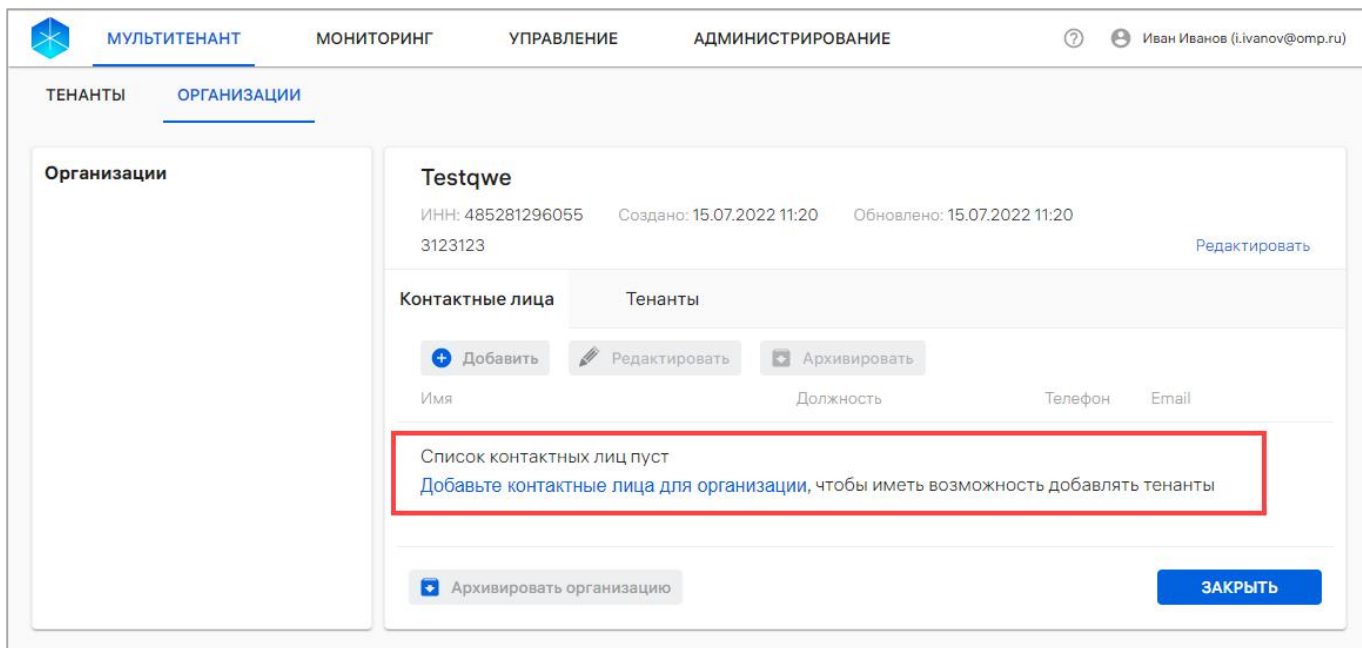 МУЛЬТИТЕНАНТ МОНИТОРИНГ УПРАВЛЕНИЕ АДМИНИСТРИРОВАНИЕ ? Иван Иванов (i.ivanov@omp.ru)
ТЕНАНТЫ ОРГАНИЗАЦИИ
Организации
Testqwe
ИНН: 485281296055 Создано: 15.07.2022 11:20 Обновлено: 15.07.2022 11:20
3123123 Редактировать
Контактные лица Тенанты
Добавить Редактировать Архивировать
Имя Должность Телефон Email
Список контактных лиц пуст
Добавьте контактные лица для организации, чтобы иметь возможность добавлять тенанты
Архивировать организацию ЗАКРЫТЬ